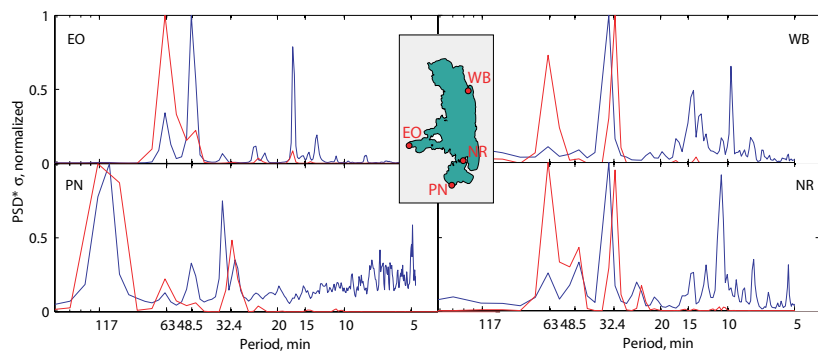 1
EO
WB
0.5
0
1
PN
NR
0.5
0
PSD* σ, normalized
WB
EO
NR
PN
117 63 48.5 32.4 20 15 10 5
117 63 48.5 32.4 20 15 10 5
Period, min
Period, min